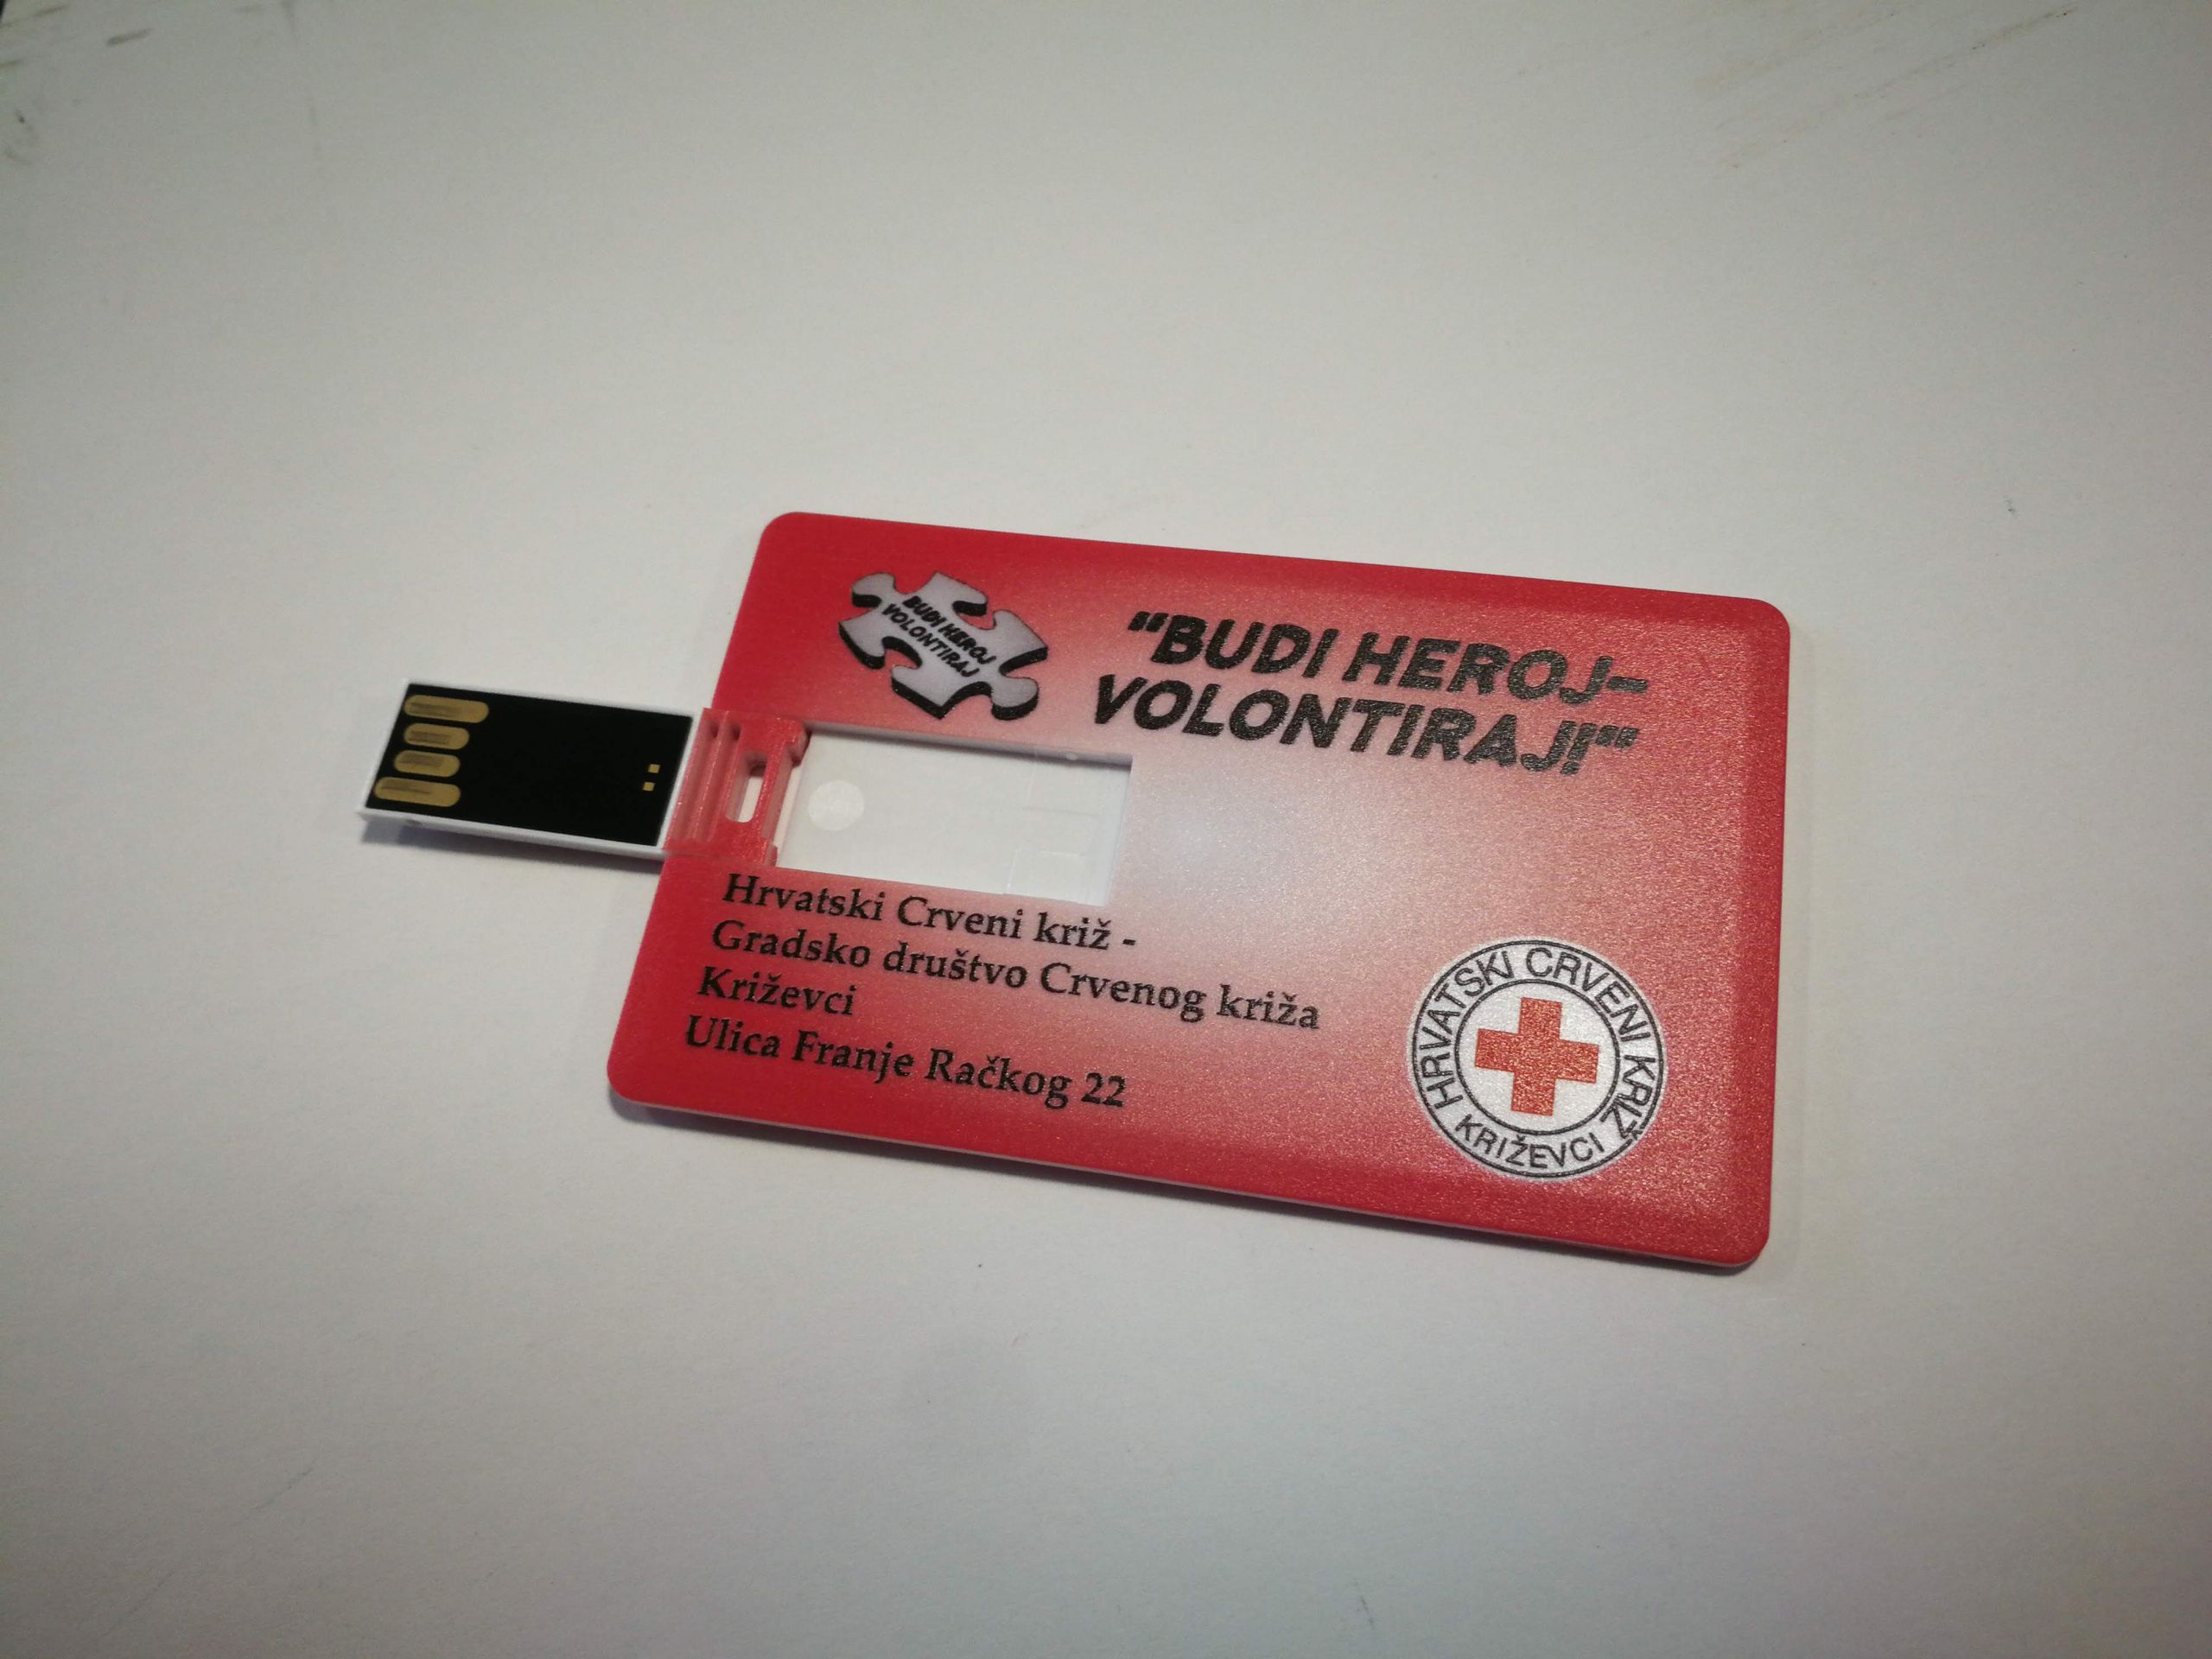 BUDI HEROJ
VOLONTIRAJ
“BUDI HEROJ–
VOLONTIRAJ!“
Hrvatski Crveni križ -
Gradsko društvo Crvenog križa
Križevci
Ulica Franje Račkog 22
HRVATSKI CRVENI KRIŽ
KRIŽEVCI